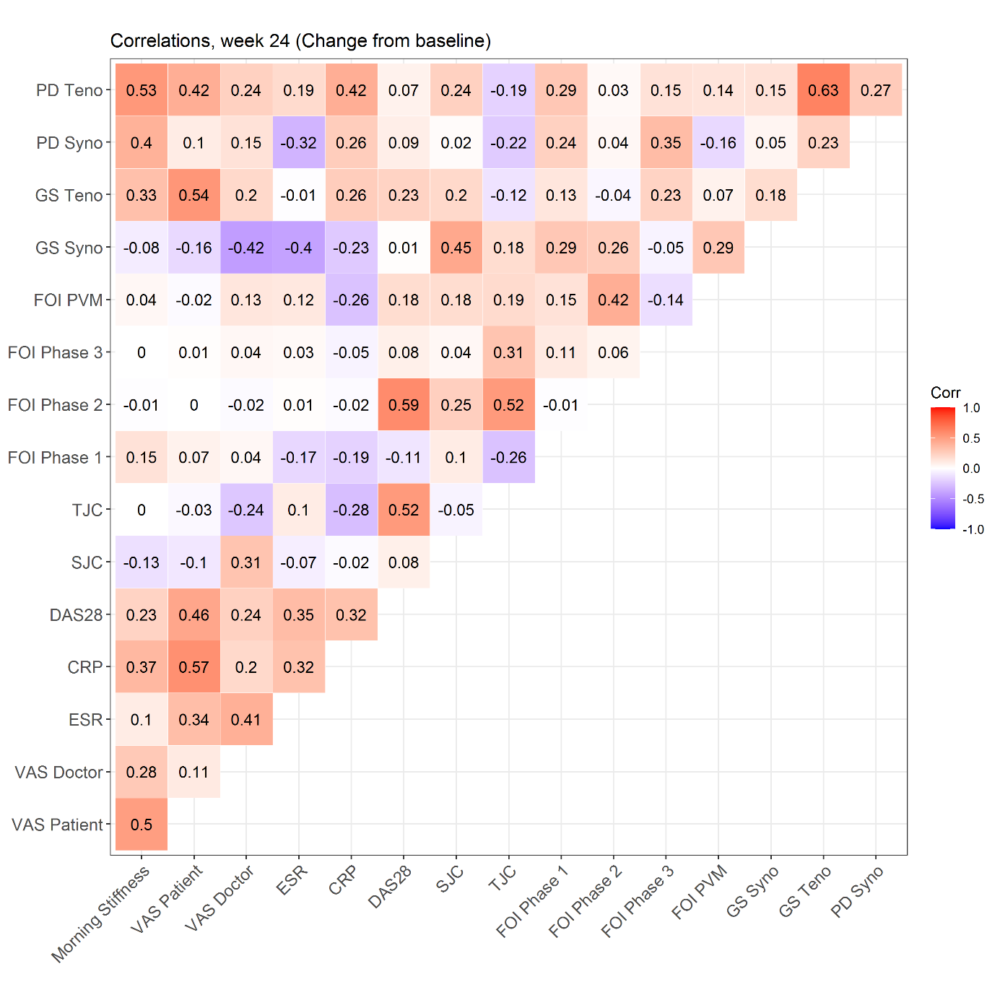 Correlations, week 24 (Change from baseline)
PD Teno 0.53 0.42 0.24 0.19 0.42 0.07 0.24 -0.19 0.29 0.03 0.15 0.14 0.15 0.63 0.27
PD Syno 0.4 0.1 0.15 -0.32 0.26 0.09 0.02 -0.22 0.24 0.04 0.35 -0.16 0.05 0.23
GS Teno 0.33 0.54 0.2 -0.01 0.26 0.23 0.2 -0.12 0.13 -0.04 0.23 0.07 0.18
GS Syno -0.08 -0.16 -0.42 -0.4 -0.23 0.01 0.45 0.18 0.29 0.26 -0.05 0.29
FOI PVM 0.04 -0.02 0.13 0.12 -0.26 0.18 0.18 0.19 0.15 0.42 -0.14
FOI Phase 3 0 0.01 0.04 0.03 -0.05 0.08 0.04 0.31 0.11 0.06
FOI Phase 2 -0.01 0 -0.02 0.01 -0.02 0.59 0.25 0.52 -0.01
FOI Phase 1 0.15 0.07 0.04 -0.17 -0.19 -0.11 0.1 -0.26
TJC 0 -0.03 -0.24 0.1 -0.28 0.52 -0.05
SJC -0.13 -0.1 0.31 -0.07 -0.02 0.08
DAS28 0.23 0.46 0.24 0.35 0.32
CRP 0.37 0.57 0.2 0.32
ESR 0.1 0.34 0.41
VAS Doctor 0.28 0.11
VAS Patient 0.5
Morning Stiffness
VAS Patient
VAS Doctor
ESR
CRP
DAS28
SJC
TJC
FOI Phase 1
FOI Phase 2
FOI Phase 3
FOI PVM
GS Syno
GS Teno
PD Syno
Corr
1.0
0.5
0.0
-0.5
-1.0